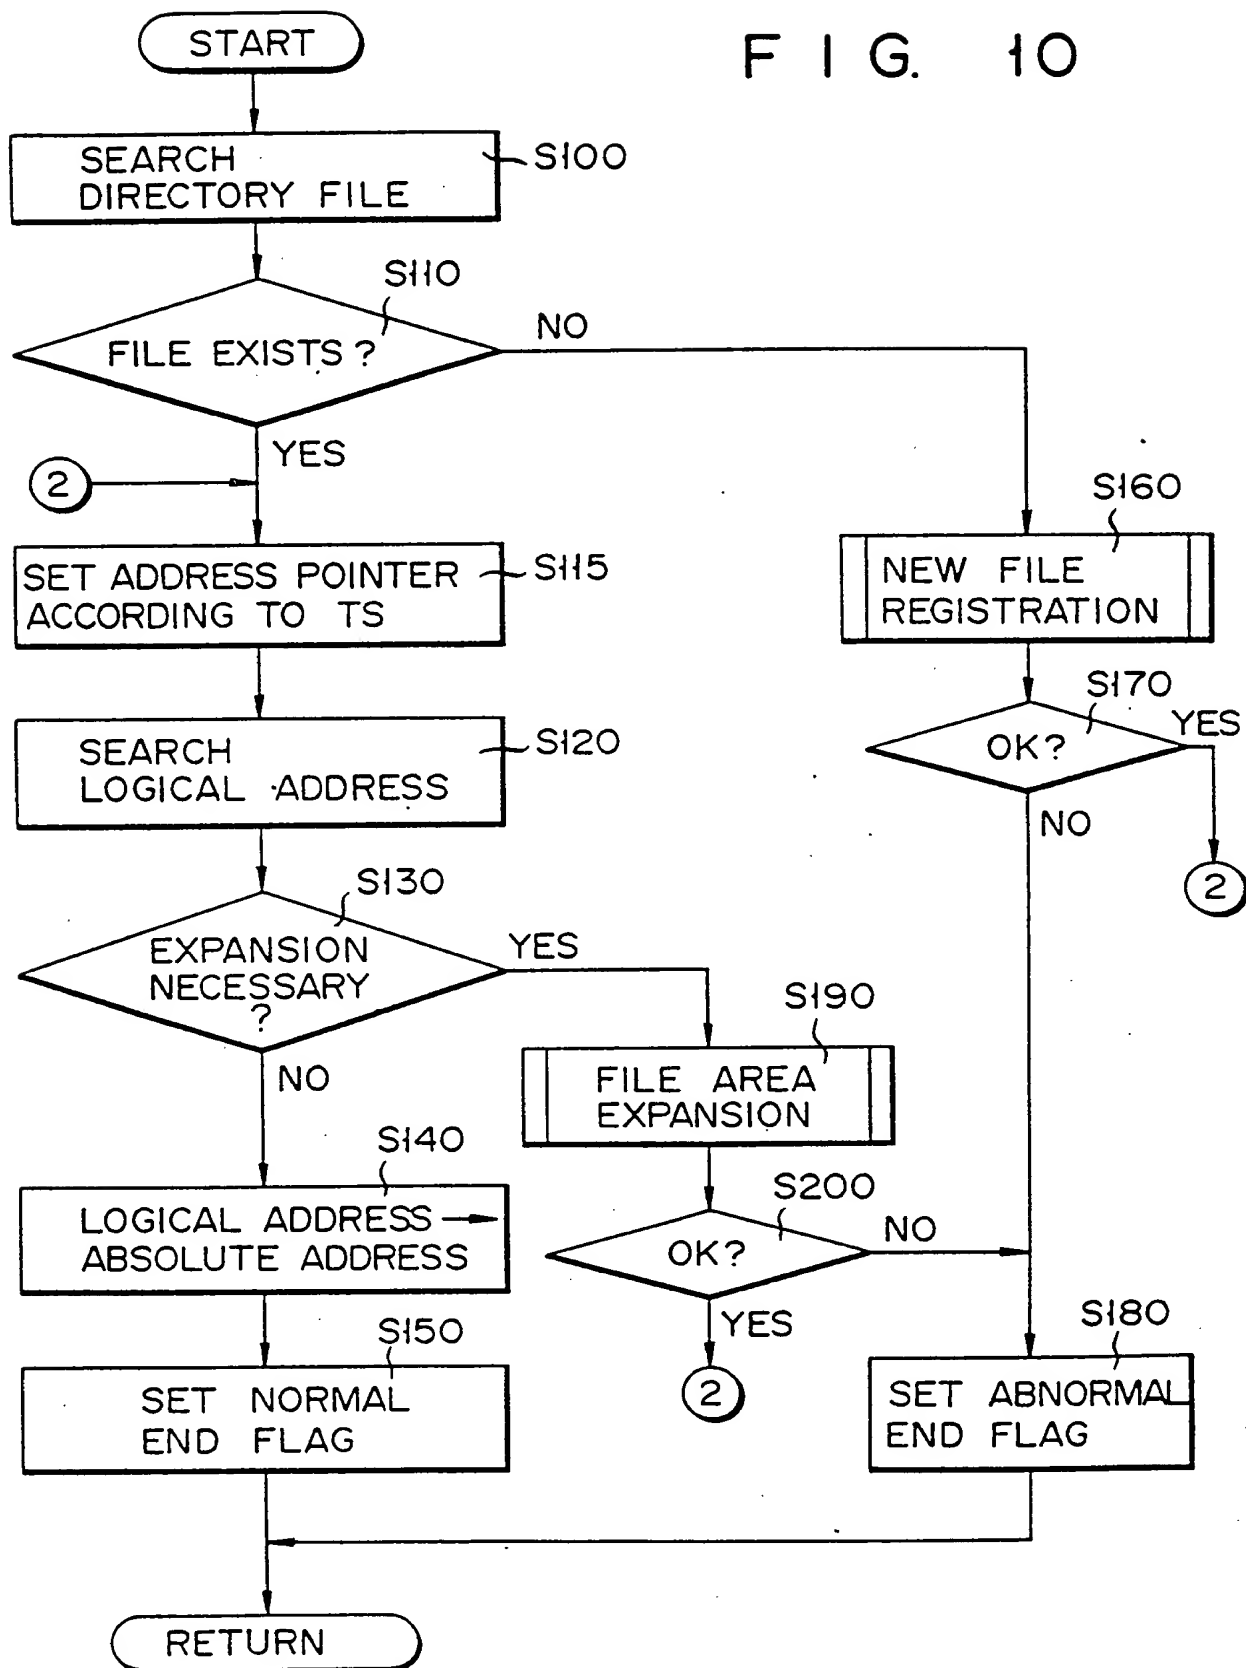 START
FIG. 10
SEARCH
DIRECTORY FILE
S100
S110
FILE EXISTS?
NO
YES
2
S160
SET ADDRESS POINTER
ACCORDING TO TS
S115
NEW FILE
REGISTRATION
S170
OK?
YES
NO
2
SEARCH
LOGICAL ADDRESS
S120
S130
EXPANSION
NECESSARY
?
YES
NO
S190
FILE AREA
EXPANSION
S140
LOGICAL ADDRESS →
ABSOLUTE ADDRESS
S200
OK?
NO
YES
2
S150
SET NORMAL
END FLAG
S180
SET ABNORMAL
END FLAG
RETURN